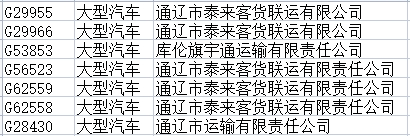 G29955 大型汽车 通辽市泰来客货联运有限公司
G29966 大型汽车 通辽市泰来客货联运有限公司
G53853 大型汽车 库伦旗宇通运输有限责任公司
G56523 大型汽车 通辽市泰来客货联运有限责任公司
G62559 大型汽车 通辽市泰来客货联运有限责任公司
G62558 大型汽车 通辽市泰来客货联运有限责任公司
G28430 大型汽车 通辽市运输有限责任公司